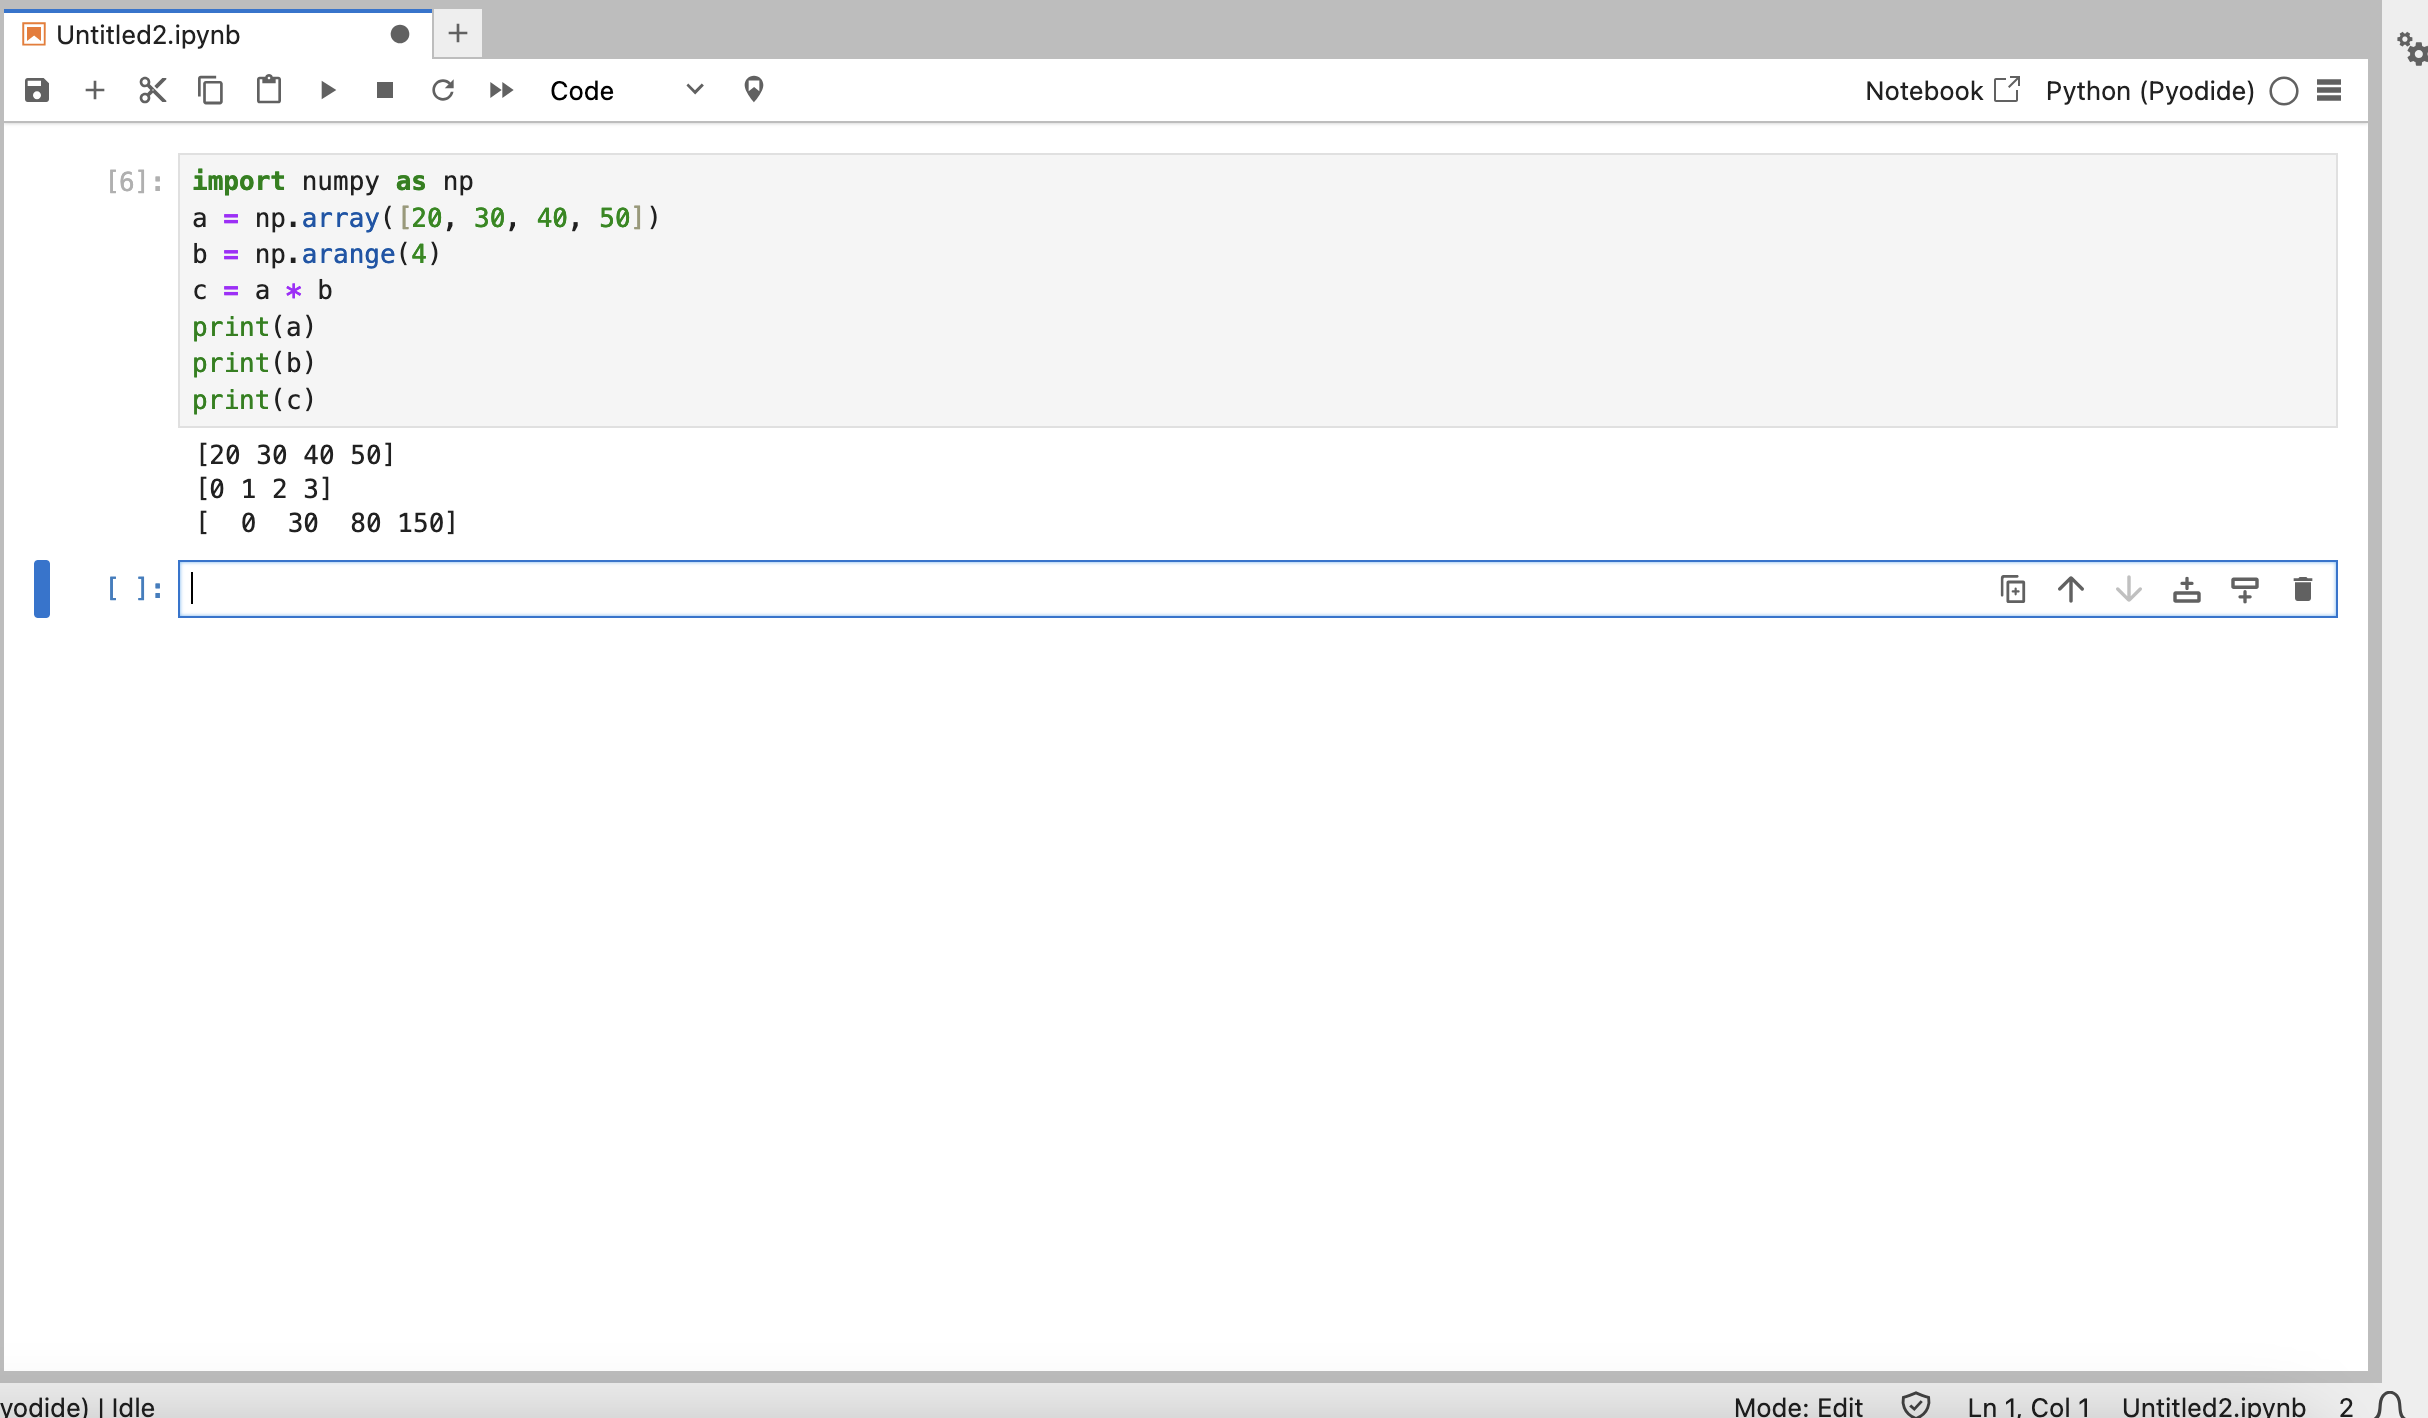 Untitled2.ipynb
Code
Notebook Python (Pyodide)
[6]: import numpy as np
a = np.array([20, 30, 40, 50])
b = np.arange(4)
c = a * b
print(a)
print(b)
print(c)
[20 30 40 50]
[0 1 2 3]
[  0  30  80 150]
[ ]:
yodide) | Idle
Mode: Edit Ln 1, Col 1 Untitled2.ipynb 2